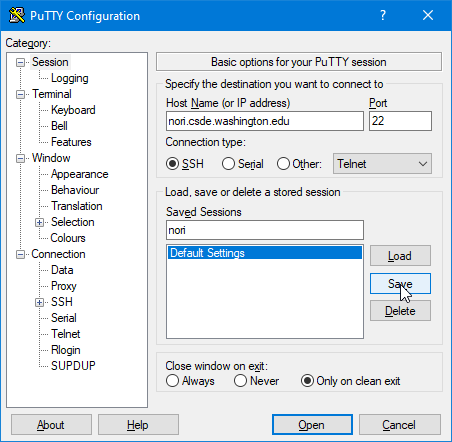 PuTTY Configuration
?
Category:
Session
Logging
Terminal
Keyboard
Bell
Features
Window
Appearance
Behaviour
Translation
Selection
Colours
Connection
Data
Proxy
SSH
Serial
Telnet
Rlogin
SUPDUP
Basic options for your PuTTY session
Specify the destination you want to connect to
Host Name (or IP address) Port
nori.csde.washington.edu 22
Connection type:
SSH Serial Other: Telnet
Load, save or delete a stored session
Saved Sessions
nori
Default Settings
Load
Save
Delete
Close window on exit:
Always Never Only on clean exit
About Help Open Cancel